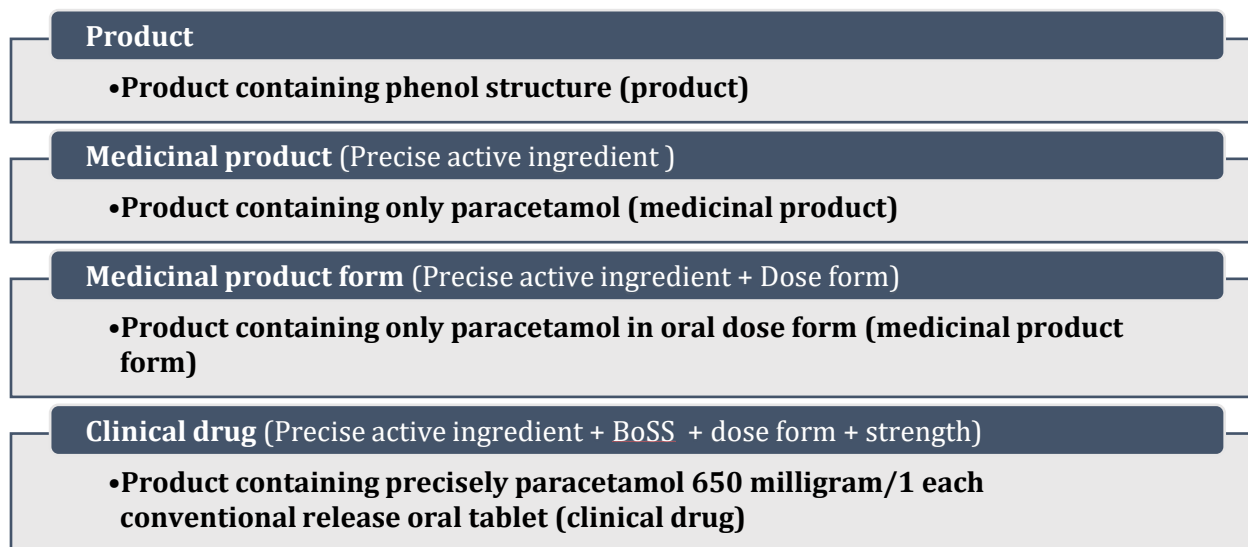 Product
•Product containing phenol structure (product)
Medicinal product (Precise active ingredient )
•Product containing only paracetamol (medicinal product)
Medicinal product form (Precise active ingredient + Dose form)
•Product containing only paracetamol in oral dose form (medicinal product
form)
Clinical drug (Precise active ingredient + BoSS + dose form + strength)
•Product containing precisely paracetamol 650 milligram/1 each
conventional release oral tablet (clinical drug)